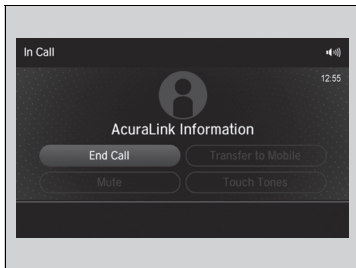 In Call
12:55
AcuraLink Information
End Call
Transfer to Mobile
Mute
Touch Tones